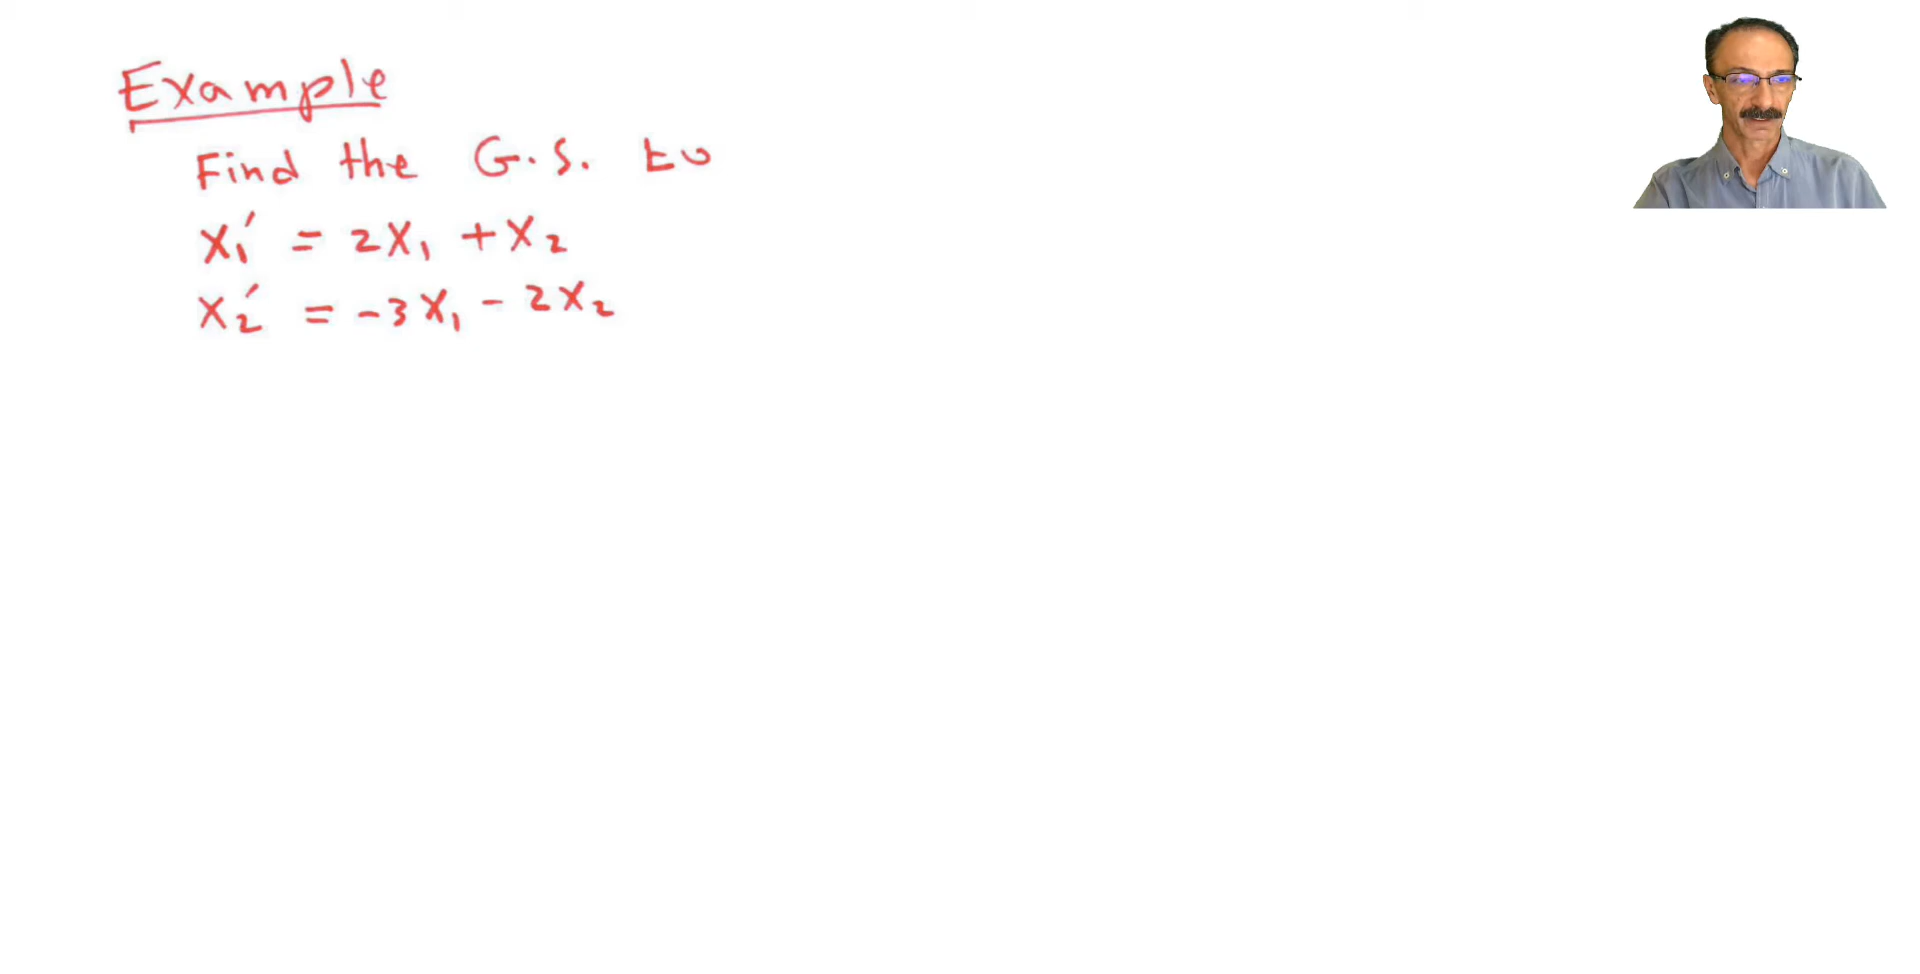 Example
Find the G.S. to
x₁′ = 2x₁ + x₂
x₂′ = -3x₁ - 2x₂